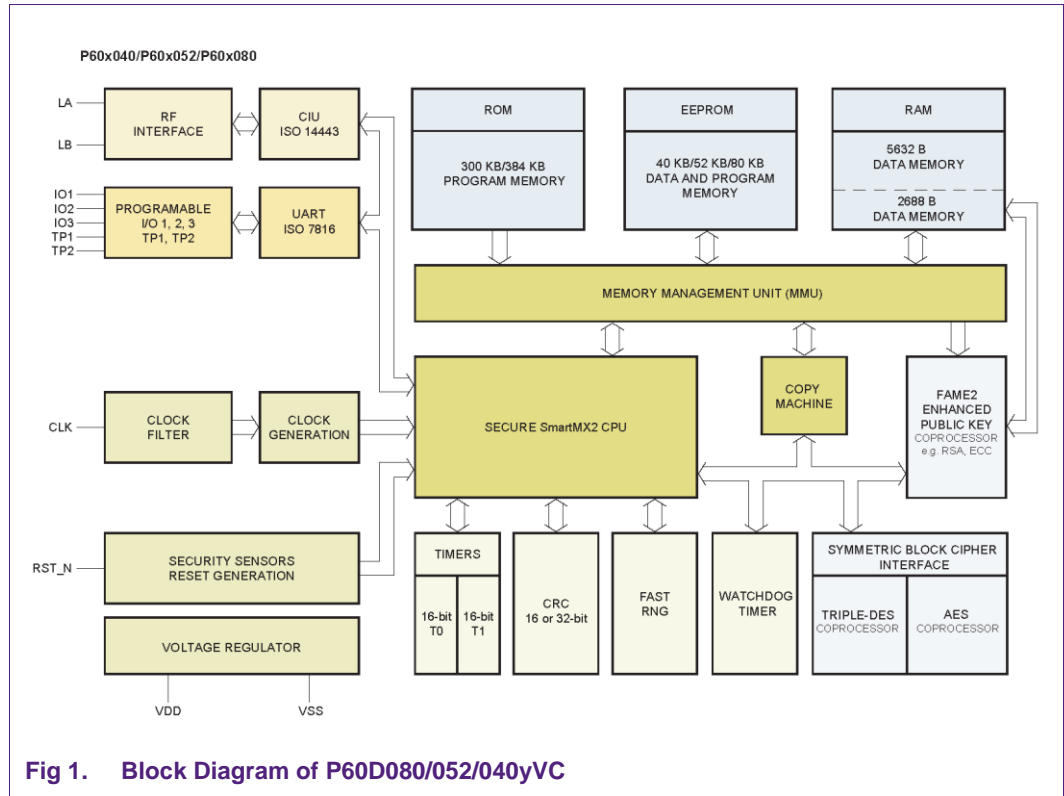 P60x040/P60x052/P60x080
LA
LB
RF
INTERFACE
CIU
ISO 14443
IO1
IO2
IO3
TP1
TP2
PROGRAMABLE
I/O 1, 2, 3
TP1, TP2
UART
ISO 7816
ROM
300 KB/384 KB
PROGRAM MEMORY
EEPROM
40 KB/52 KB/80 KB
DATA AND PROGRAM
MEMORY
RAM
5632 B
DATA MEMORY
2688 B
DATA MEMORY
MEMORY MANAGEMENT UNIT (MMU)
CLK
CLOCK
FILTER
CLOCK
GENERATION
SECURE SmartMX2 CPU
COPY
MACHINE
FAME2
ENHANCED
PUBLIC KEY
COPROCESSOR
e.g. RSA, ECC
RST_N
SECURITY SENSORS
RESET GENERATION
VOLTAGE REGULATOR
VDD
VSS
TIMERS
16-bit
T0
16-bit
T1
CRC
16 or 32-bit
FAST
RNG
WATCHDOG
TIMER
SYMMETRIC BLOCK CIPHER
INTERFACE
TRIPLE-DES
COPROCESSOR
AES
COPROCESSOR
Fig 1. Block Diagram of P60D080/052/040yVC